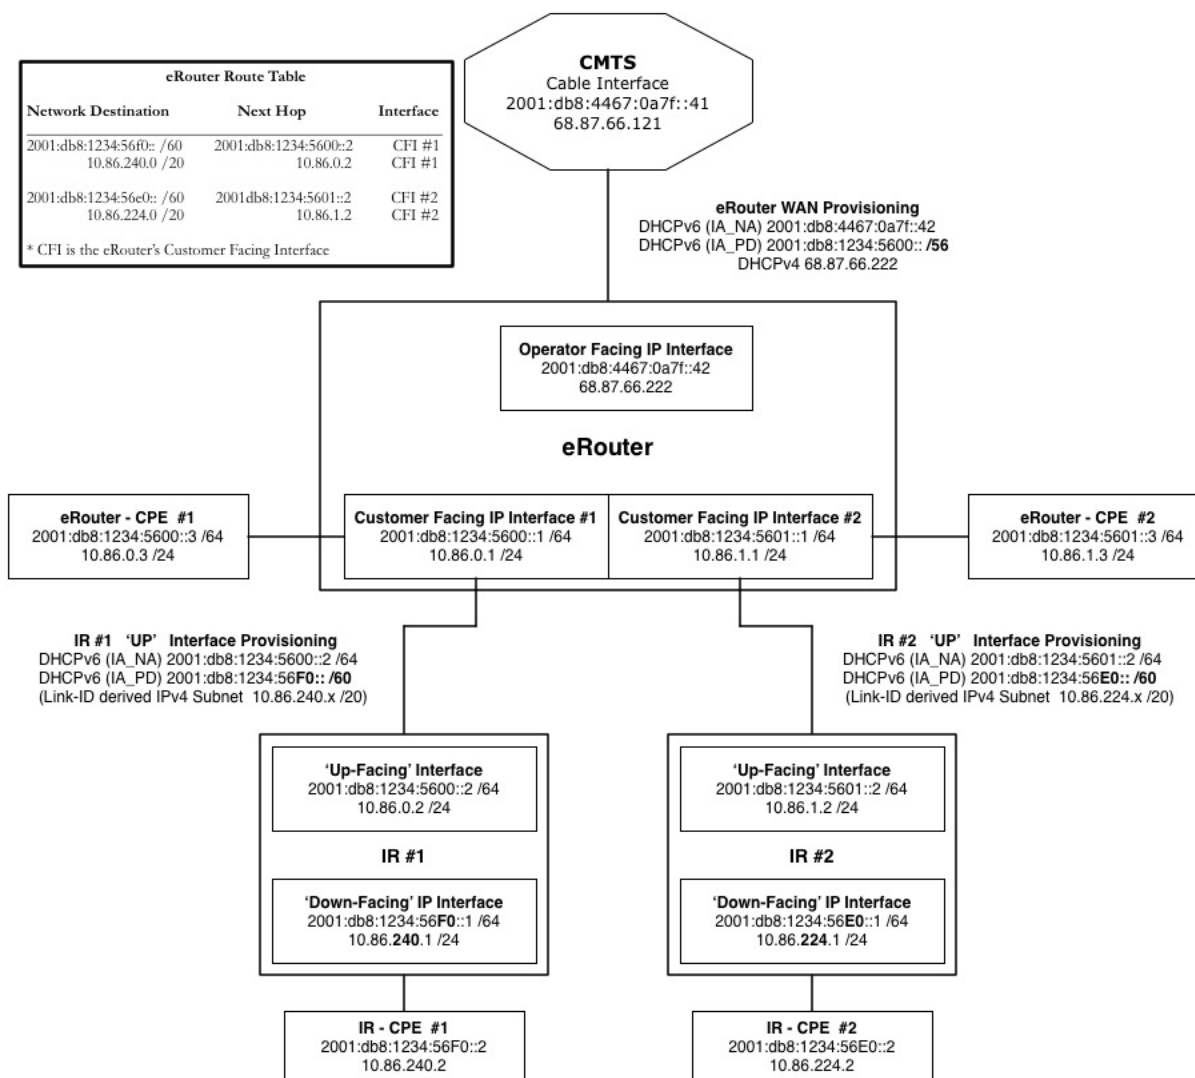 CMTS
Cable Interface
2001:db8:4467:0a7f::41
68.87.66.121
eRouter Route Table
Network Destination Next Hop Interface
2001:db8:1234:56f0:: /60 2001:db8:1234:5600::2 CFI #1
10.86.240.0 /20 10.86.0.2 CFI #1
2001:db8:1234:56e0:: /60 2001db8:1234:5601::2 CFI #2
10.86.224.0 /20 10.86.1.2 CFI #2
* CFI is the eRouter's Customer Facing Interface
eRouter WAN Provisioning
DHCPv6 (IA_NA) 2001:db8:4467:0a7f::42
DHCPv6 (IA_PD) 2001:db8:1234:5600:: /56
DHCPv4 68.87.66.222
Operator Facing IP Interface
2001:db8:4467:0a7f::42
68.87.66.222
eRouter
eRouter - CPE #1
2001:db8:1234:5600::3 /64
10.86.0.3 /24
Customer Facing IP Interface #1
2001:db8:1234:5600::1 /64
10.86.0.1 /24
Customer Facing IP Interface #2
2001:db8:1234:5601::1 /64
10.86.1.1 /24
eRouter - CPE #2
2001:db8:1234:5601::3 /64
10.86.1.3 /24
IR #1 ‘UP’ Interface Provisioning
DHCPv6 (IA_NA) 2001:db8:1234:5600::2 /64
DHCPv6 (IA_PD) 2001:db8:1234:56F0:: /60
(Link-ID derived IPv4 Subnet 10.86.240.x /20)
IR #2 ‘UP’ Interface Provisioning
DHCPv6 (IA_NA) 2001:db8:1234:5601::2 /64
DHCPv6 (IA_PD) 2001:db8:1234:56E0:: /60
(Link-ID derived IPv4 Subnet 10.86.224.x /20)
‘Up-Facing’ Interface
2001:db8:1234:5600::2 /64
10.86.0.2 /24
IR #1
‘Down-Facing’ IP Interface
2001:db8:1234:56F0::1 /64
10.86.240.1 /24
‘Up-Facing’ Interface
2001:db8:1234:5601::2 /64
10.86.1.2 /24
IR #2
‘Down-Facing’ IP Interface
2001:db8:1234:56E0::1 /64
10.86.224.1 /24
IR - CPE #1
2001:db8:1234:56F0::2
10.86.240.2
IR - CPE #2
2001:db8:1234:56E0::2
10.86.224.2